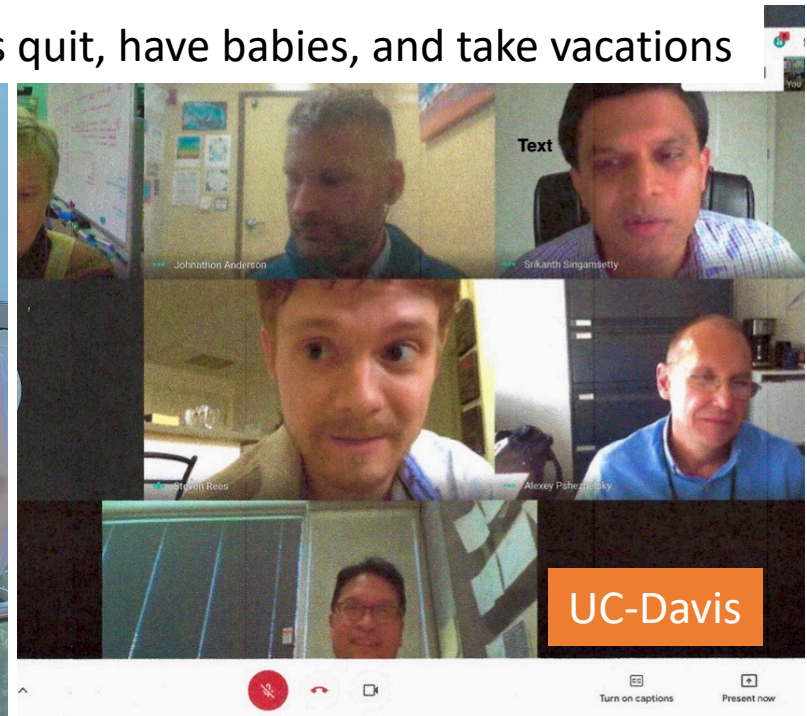 s quit, have babies, and take vacations
You
Text
Johnathon Anderson
Srikanth Singamsetty
Steven Rees
Alexey Pshezhetsky
UC-Davis
Turn on captions
Present now